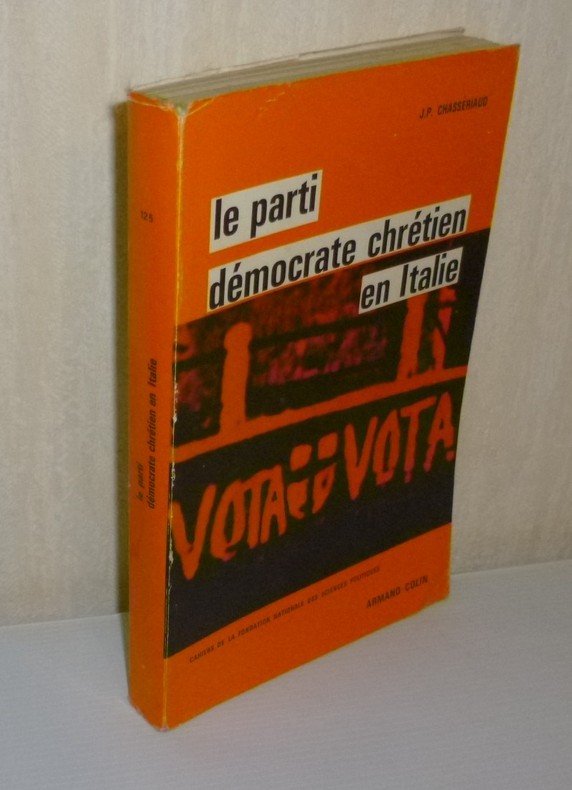 J.P. CHASSERIAUD
le parti
démocrate chrétien
en Italie
VOTA VOTA
CAHIERS DE LA FONDATION NATIONALE DES SCIENCES POLITIQUES
ARMAND COLIN
125
le parti
démocrate chrétien en Italie